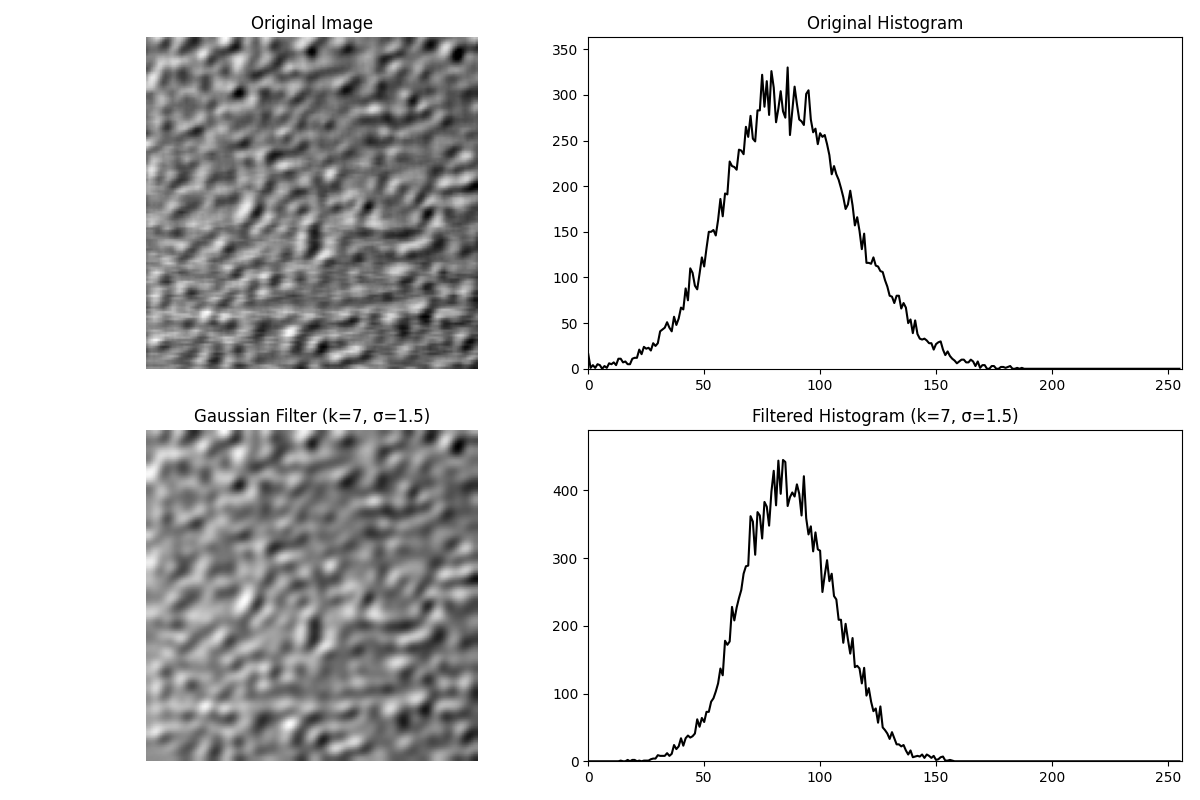 Original Image
Original Histogram
350
300
250
200
150
100
50
0
0 50 100 150 200 250
Gaussian Filter (k=7, σ=1.5)
Filtered Histogram (k=7, σ=1.5)
400
300
200
100
0
0 50 100 150 200 250